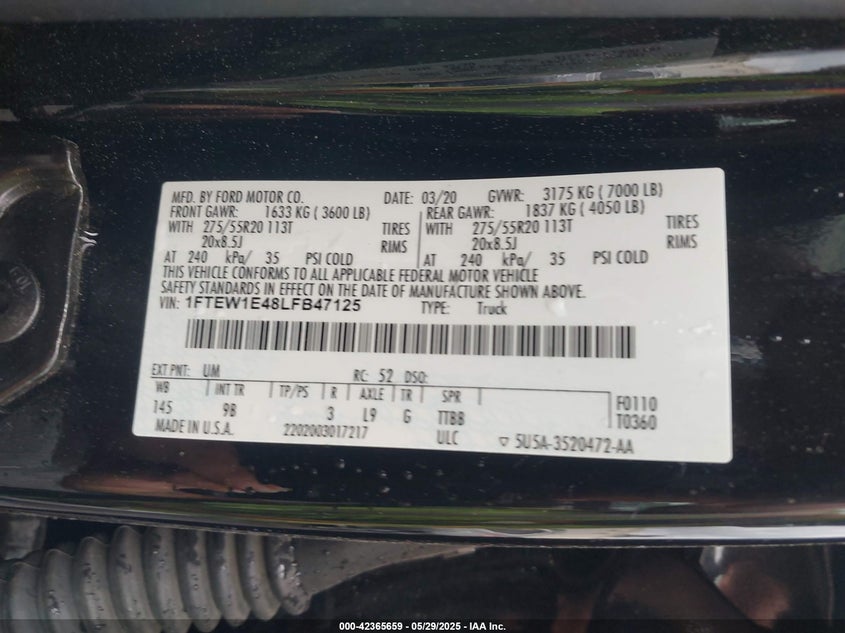 MFD. BY FORD MOTOR CO. DATE: 03/20 GVWR: 3175 KG ( 7000 LB)
FRONT GAWR: 1633 KG ( 3600 LB) REAR GAWR: 1837 KG ( 4050 LB)
WITH 275/55R20 113T TIRES WITH 275/55R20 113T TIRES
20x8.5J RIMS 20x8.5J RIMS
AT 240 kPa/ 35 PSI COLD AT 240 kPa/ 35 PSI COLD
THIS VEHICLE CONFORMS TO ALL APPLICABLE FEDERAL MOTOR VEHICLE
SAFETY STANDARDS IN EFFECT ON THE DATE OF MANUFACTURE SHOWN ABOVE.
VIN: 1FTEW1E48LFB47125 TYPE: Truck
EXT PNT: UM RC: 52 DSO:
WB INT TR TP/PS R AXLE TR SPR F0110
145 9B 3 L9 G TTBB T0360
MADE IN U.S.A. 2202003017217 ULC 5U5A-3520472-AA
000-42365659 - 05/29/2025 - IAA Inc.